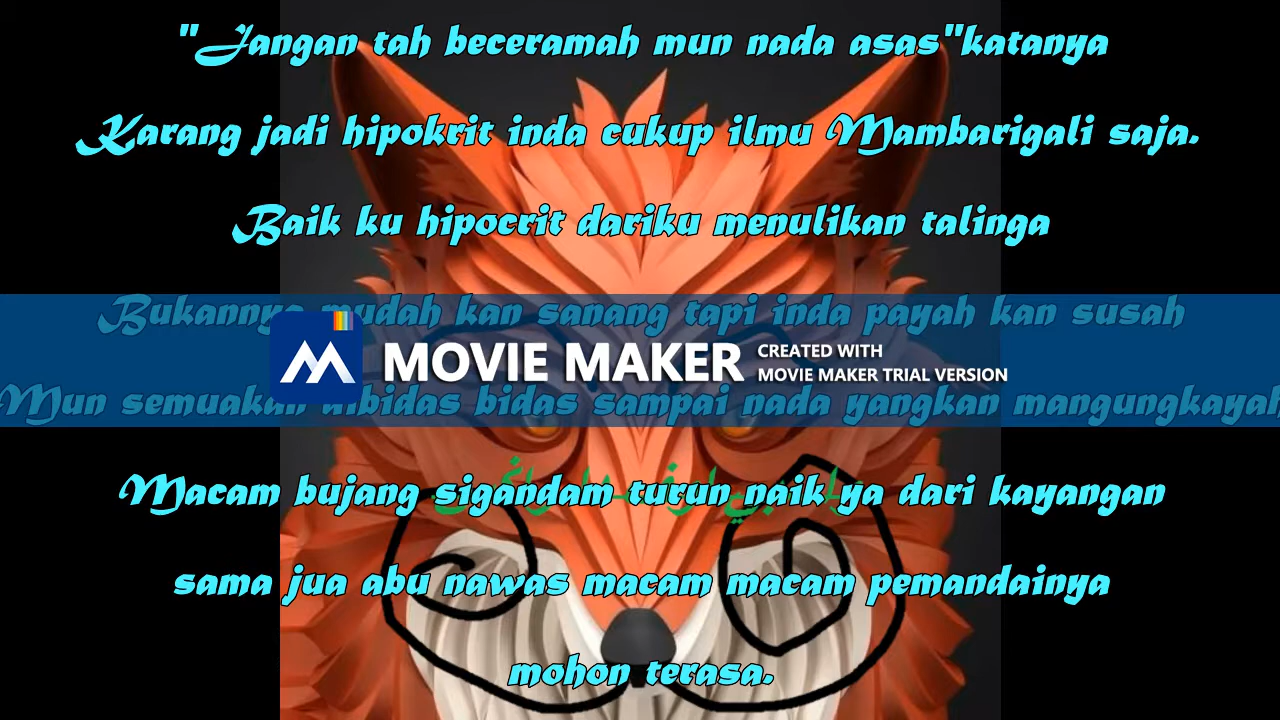 "Jangan tah beceramah mun nada asas"katanya
Karang jadi hipokrit inda cukup ilmu Mambarigali saja.
Baik ku hipocrit dariku menulikan talinga
Bukannya mudah kan sanang tapi inda payah kan susah
MOVIE MAKER
CREATED WITH
MOVIE MAKER TRIAL VERSION
Mun semuakan dibidas bidas sampai nada yangkan mangungkayah
Macam bujang sigandam turun naik ya dari kayangan
sama jua abu nawas macam macam pemandainya
mohon terasa.